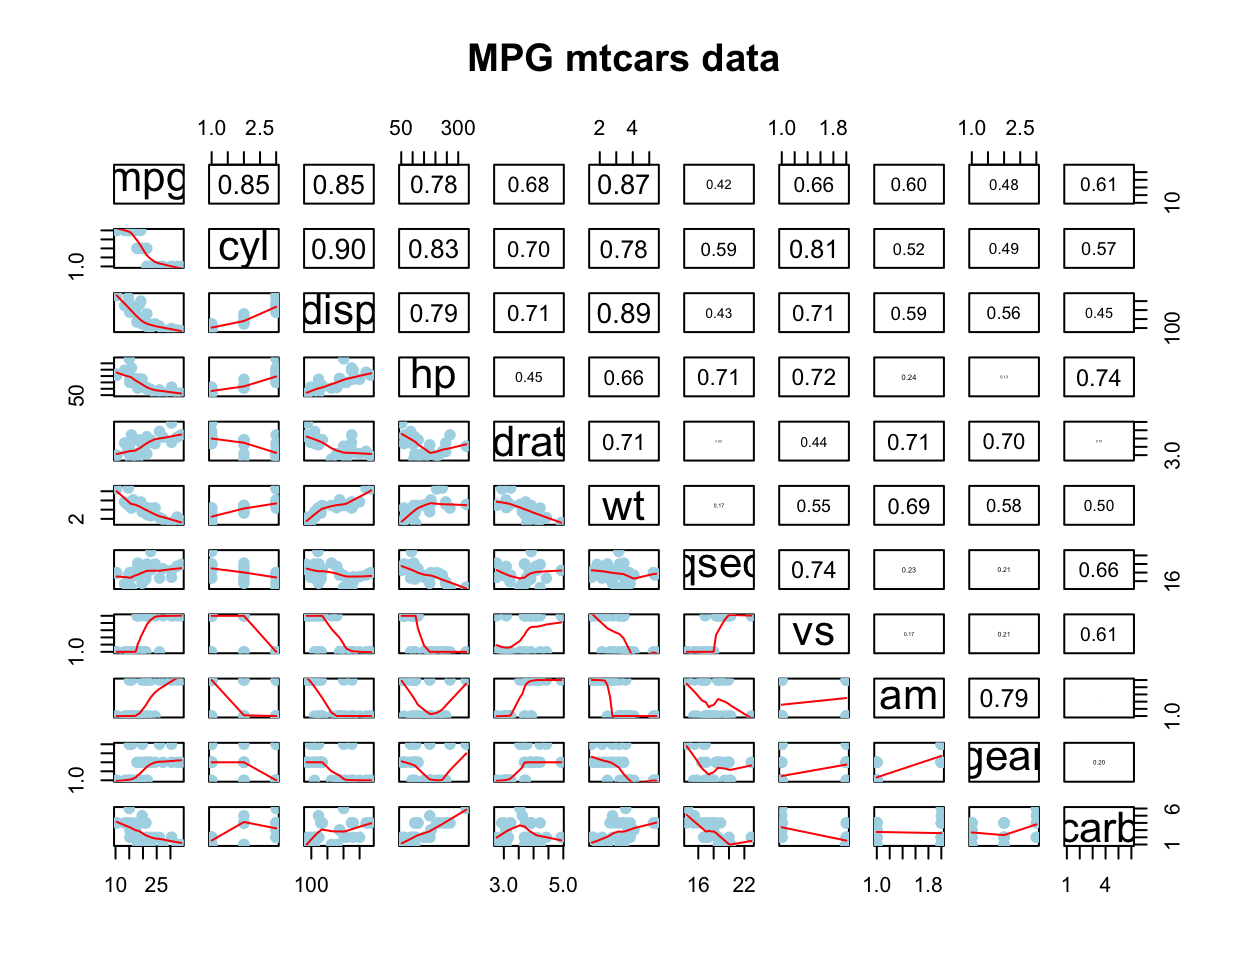 MPG mtcars data
1.0 2.5 50 300 2 4 1.0 1.8 1.0 2.5
mpg 0.85 0.85 0.78 0.68 0.87 0.42 0.66 0.60 0.48 0.61 10
1.0 cyl 0.90 0.83 0.70 0.78 0.59 0.81 0.52 0.49 0.57
disp 0.79 0.71 0.89 0.43 0.71 0.59 0.56 0.45 100
50 hp 0.45 0.66 0.71 0.72 0.24 0.74
drat 0.71 0.44 0.71 0.70 3.0
2 wt 0.17 0.55 0.69 0.58 0.50
qsec 0.74 0.23 0.21 0.66 16
1.0 vs 0.17 0.21 0.61
am 0.79 1.0
1.0 gear 0.20
carb 1 6
10 25 100 3.0 5.0 16 22 1.0 1.8 1 4